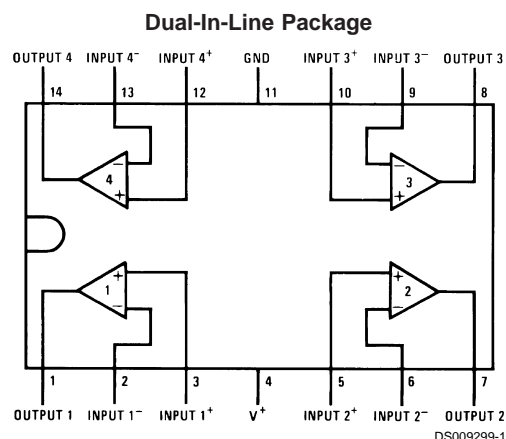 Dual-In-Line Package
OUTPUT 4 INPUT 4⁻ INPUT 4⁺ GND INPUT 3⁺ INPUT 3⁻ OUTPUT 3
14 13 12 11 10 9 8
− −
4 3
+ +
+ +
1 2
− −
1 2 3 4 5 6 7
OUTPUT 1 INPUT 1⁻ INPUT 1⁺ V⁺ INPUT 2⁺ INPUT 2⁻ OUTPUT 2
DS009299-1